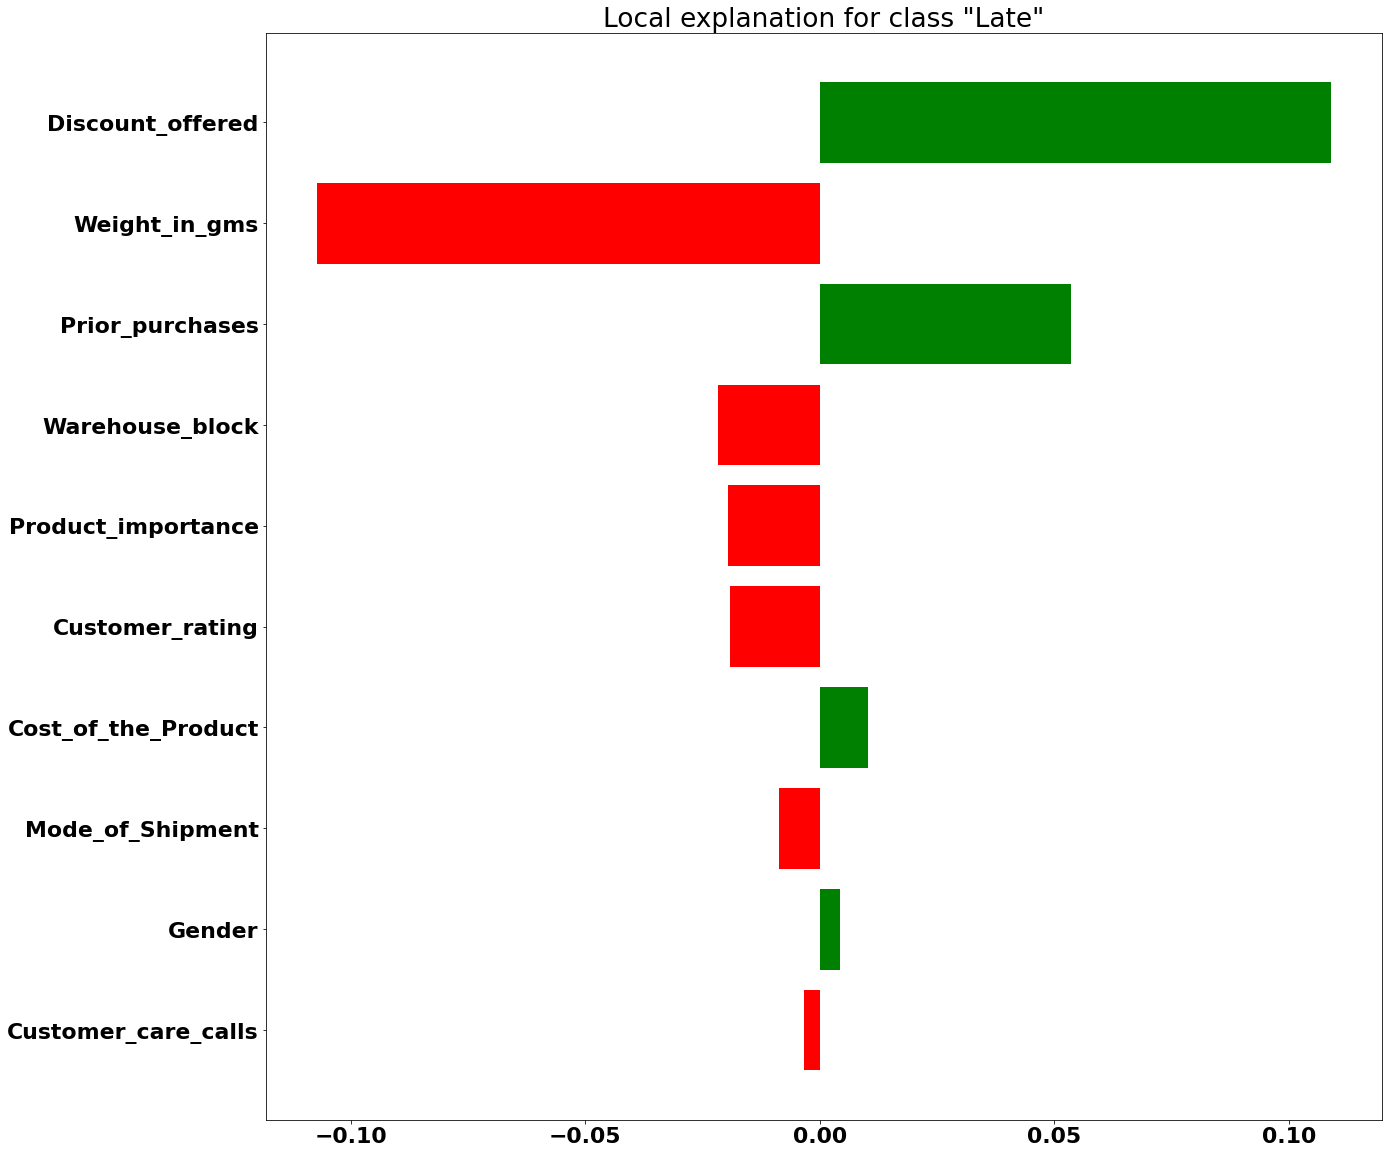 Local explanation for class "Late"
Discount_offered
Weight_in_gms
Prior_purchases
Warehouse_block
Product_importance
Customer_rating
Cost_of_the_Product
Mode_of_Shipment
Gender
Customer_care_calls
−0.10 −0.05 0.00 0.05 0.10